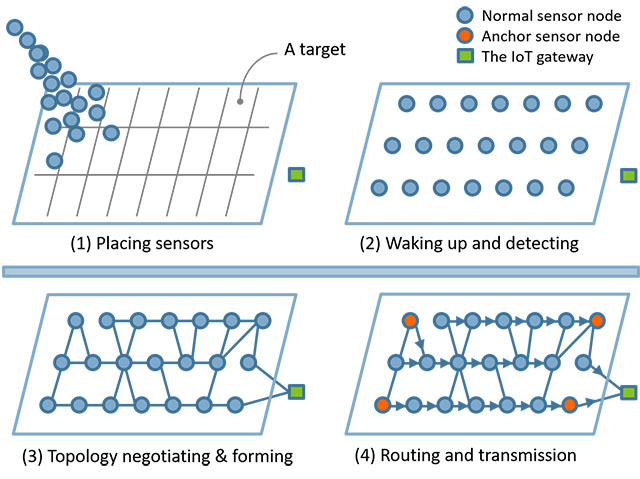 Normal sensor node
Anchor sensor node
The IoT gateway
A target
(1) Placing sensors
(2) Waking up and detecting
(3) Topology negotiating & forming
(4) Routing and transmission